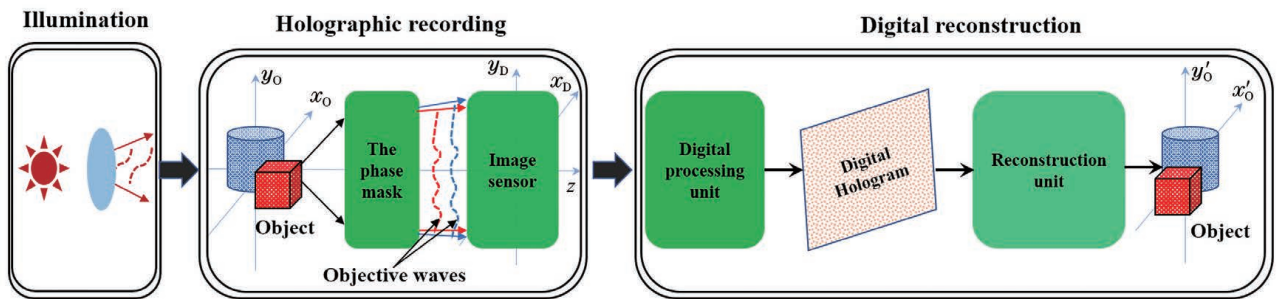 Illumination
Holographic recording
Digital reconstruction
y_O
x_O
The
phase
mask
Object
Objective waves
y_D
x_D
Image
sensor
z
Digital
processing
unit
Digital
Hologram
Reconstruction
unit
y′_O
x′_O
Object